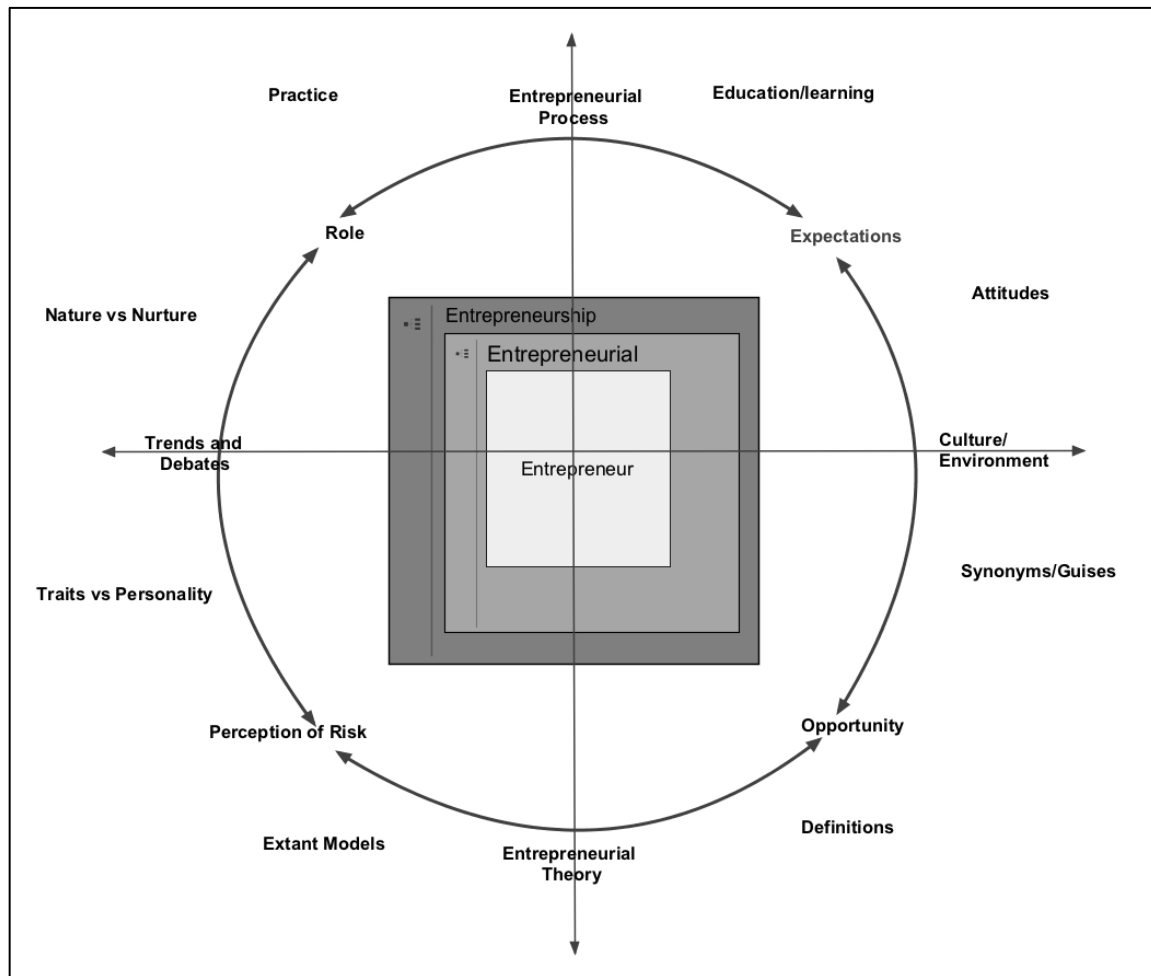 Practice
Entrepreneurial
Process
Education/learning
Role
Expectations
Attitudes
Nature vs Nurture
Entrepreneurship
Entrepreneurial
Trends and
Debates
Entrepreneur
Culture/
Environment
Synonyms/Guises
Traits vs Personality
Perception of Risk
Opportunity
Extant Models
Entrepreneurial
Theory
Definitions